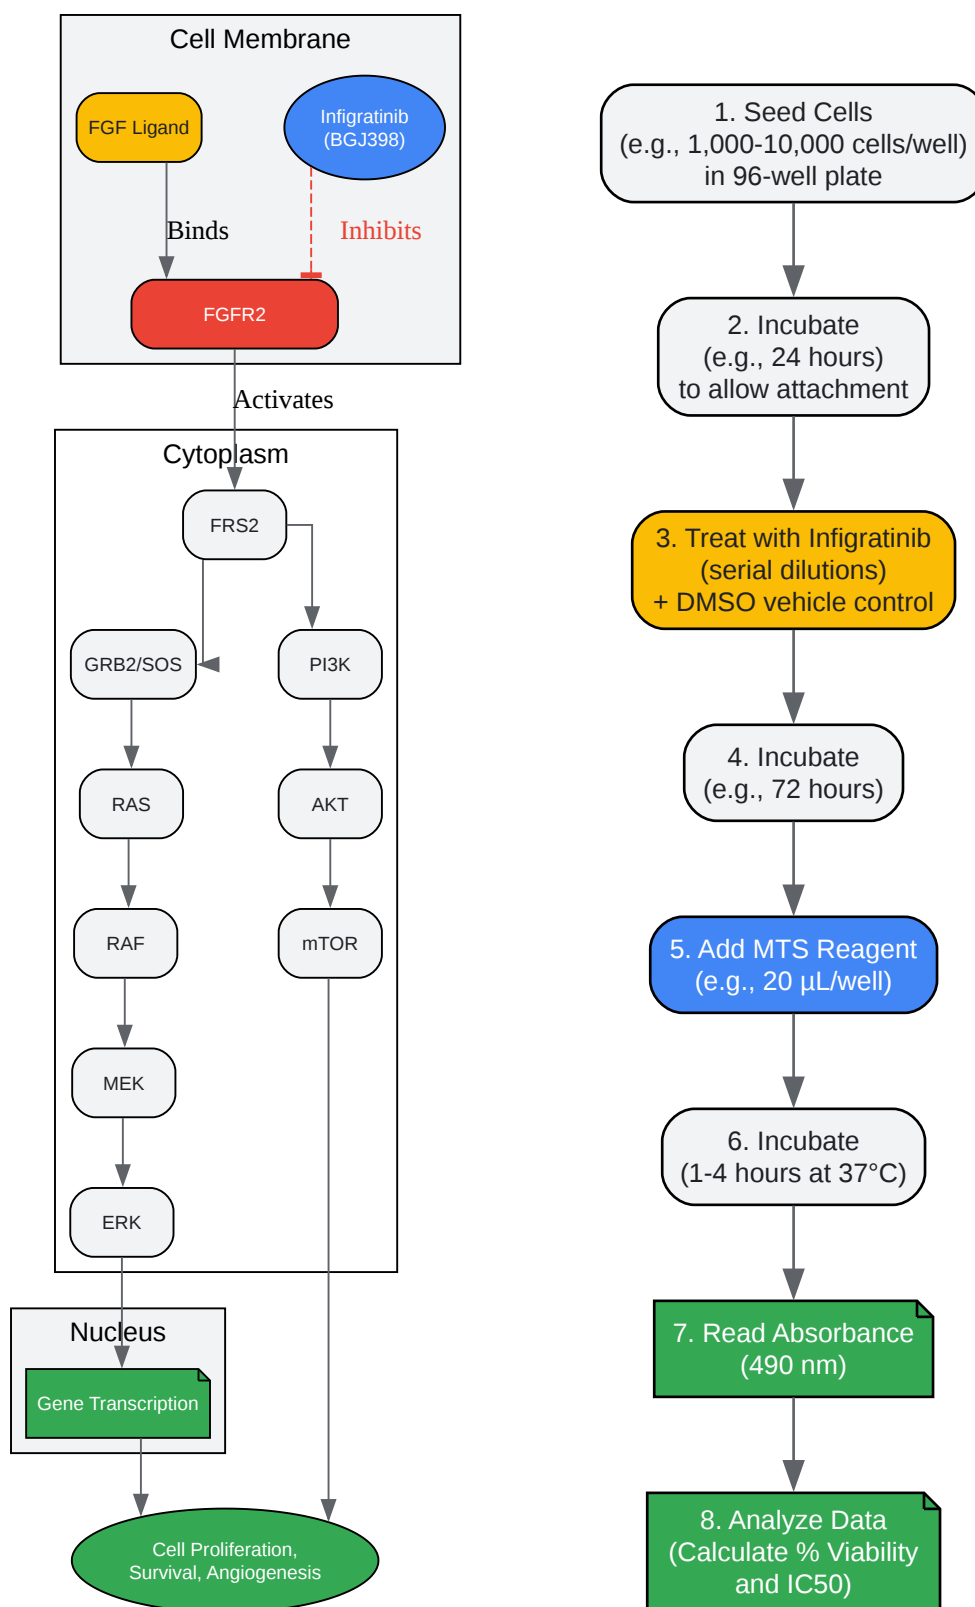 Cell Membrane
FGF Ligand
Infigratinib
(BGJ398)
Binds
Inhibits
FGFR2
Activates
Cytoplasm
FRS2
GRB2/SOS
PI3K
RAS
AKT
RAF
mTOR
MEK
ERK
Nucleus
Gene Transcription
Cell Proliferation,
Survival, Angiogenesis
1. Seed Cells
(e.g., 1,000-10,000 cells/well)
in 96-well plate
2. Incubate
(e.g., 24 hours)
to allow attachment
3. Treat with Infigratinib
(serial dilutions)
+ DMSO vehicle control
4. Incubate
(e.g., 72 hours)
5. Add MTS Reagent
(e.g., 20 µL/well)
6. Incubate
(1-4 hours at 37°C)
7. Read Absorbance
(490 nm)
8. Analyze Data
(Calculate % Viability
and IC50)